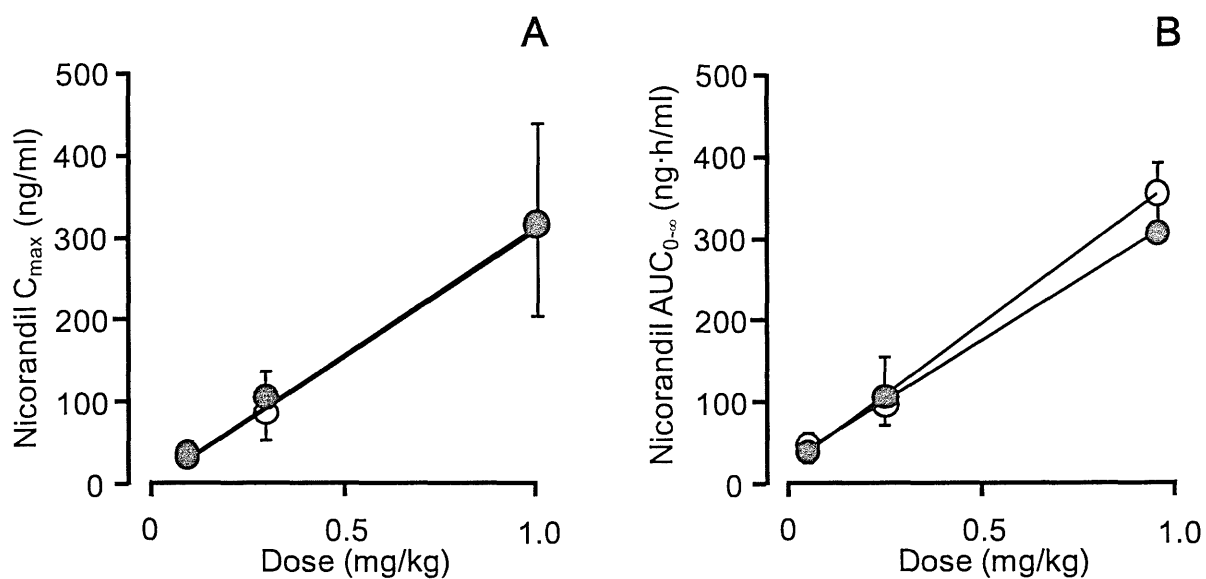 A
500
400
300
200
100
0
Nicorandil Cmax (ng/ml)
0 0.5 1.0
Dose (mg/kg)
B
500
400
300
200
100
0
Nicorandil AUC0-∞ (ng·h/ml)
0 0.5 1.0
Dose (mg/kg)